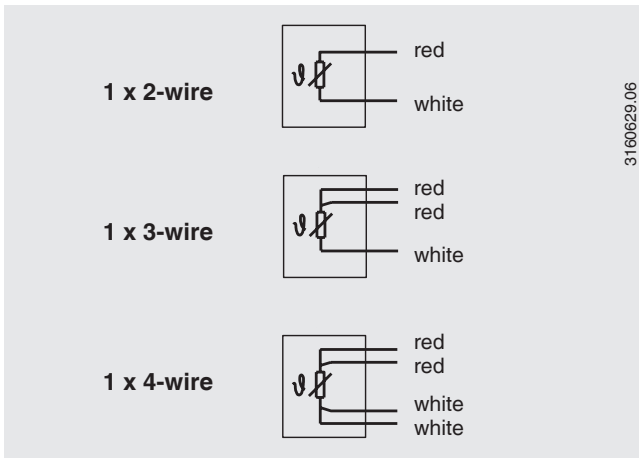 1 x 2-wire
ϑ
red
white
1 x 3-wire
ϑ
red
red
white
1 x 4-wire
ϑ
red
red
white
white
3160629.06